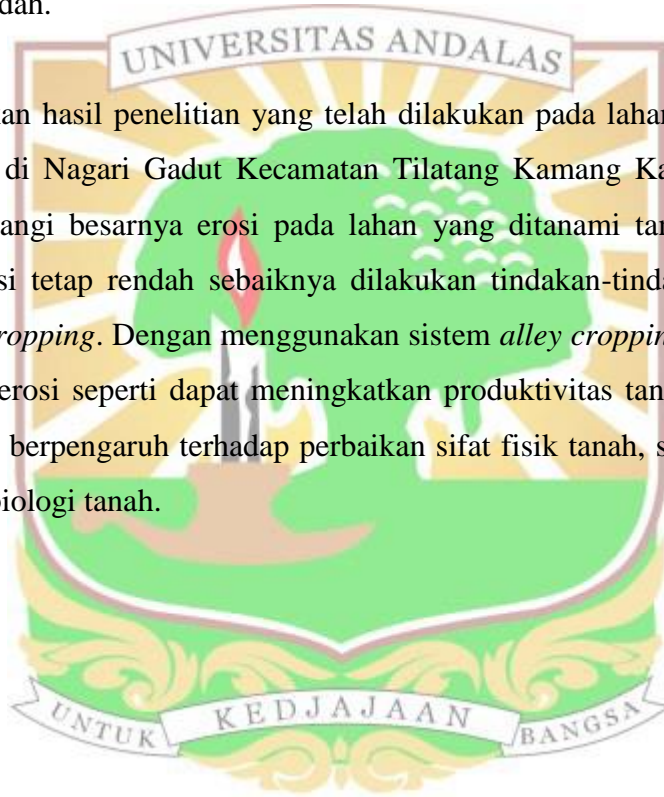 dah.
UNIVERSITAS ANDALAS
an hasil penelitian yang telah dilakukan pada lahan
di Nagari Gadut Kecamatan Tilatang Kamang Ka
angi besarnya erosi pada lahan yang ditanami tan
si tetap rendah sebaiknya dilakukan tindakan-tinda
ropping. Dengan menggunakan sistem alley croppin
erosi seperti dapat meningkatkan produktivitas tan
berpengaruh terhadap perbaikan sifat fisik tanah, s
biologi tanah.
UNTUK KEDJAJAAN BANGSA